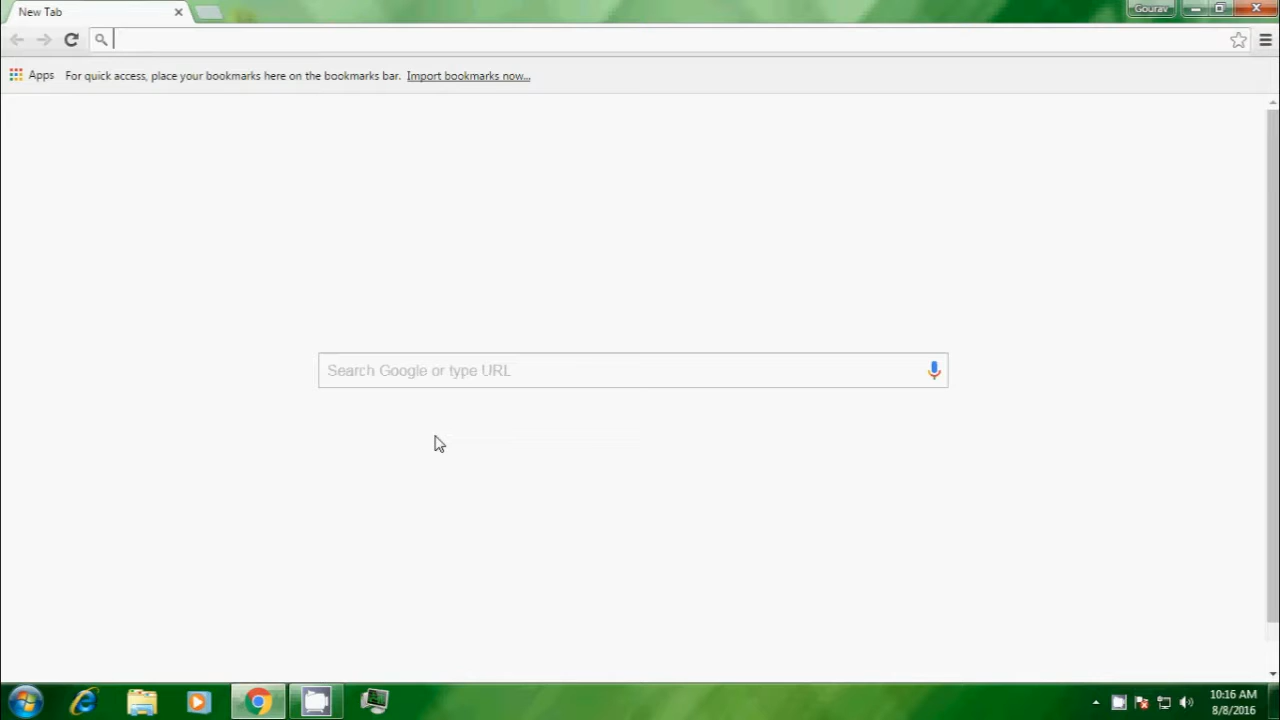 New Tab
Gourav
Apps For quick access, place your bookmarks here on the bookmarks bar. Import bookmarks now...
Search Google or type URL
10:16 AM
8/8/2016